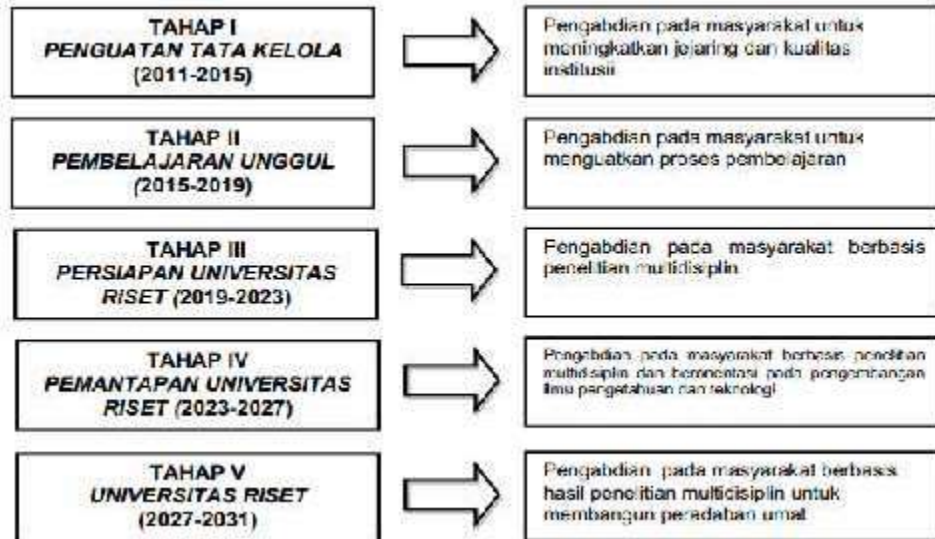 TAHAP I
PENGUATAN TATA KELOLA
(2011-2015)
Pengabdian pada masyarakat untuk
meningkatkan jejaring dan kualitas
institusii
TAHAP II
PEMBELAJARAN UNGGUL
(2015-2019)
Pengabdian pada masyarakat untuk
menguatkan proses pembelajaran
TAHAP III
PERSIAPAN UNIVERSITAS
RISET (2019-2023)
Pengabdian pada masyarakat berbasis
penelitian multidisiplin
TAHAP IV
PEMANTAPAN UNIVERSITAS
RISET (2023-2027)
Pengabdian pada masyarakat berbasis penelitian
multidisiplin dan berorientasi pada pengembangan
ilmu pengetahuan dan teknologi
TAHAP V
UNIVERSITAS RISET
(2027-2031)
Pengabdian pada masyarakat berbasis
hasil penelitian multidisiplin untuk
membangun peradaban umat